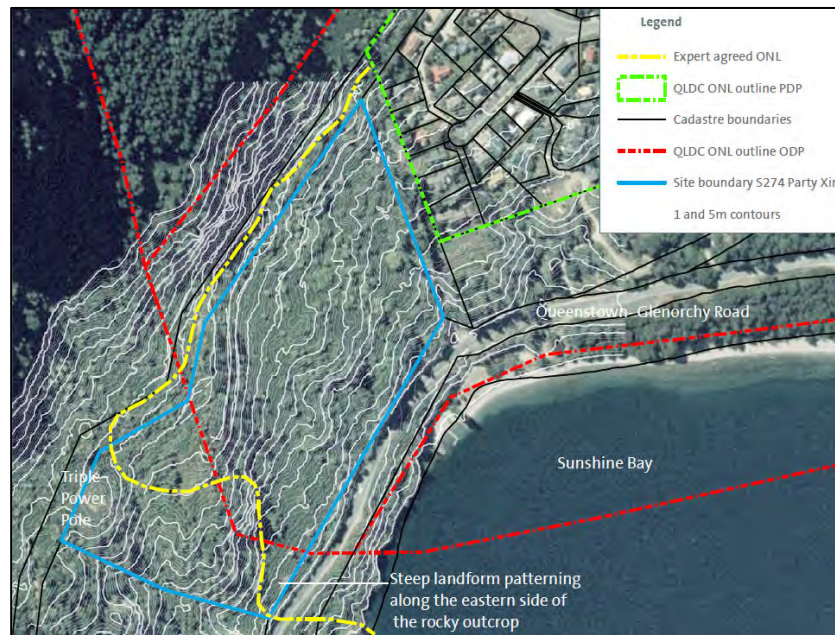 Legend
Expert agreed ONL
QLDC ONL outline PDP
Cadastre boundaries
QLDC ONL outline ODP
Site boundary S274 Party Xin
1 and 5m contours
Queenstown- Glenorchy Road
Sunshine Bay
Triple
Power
Pole
Steep landform patterning
along the eastern side of
the rocky outcrop